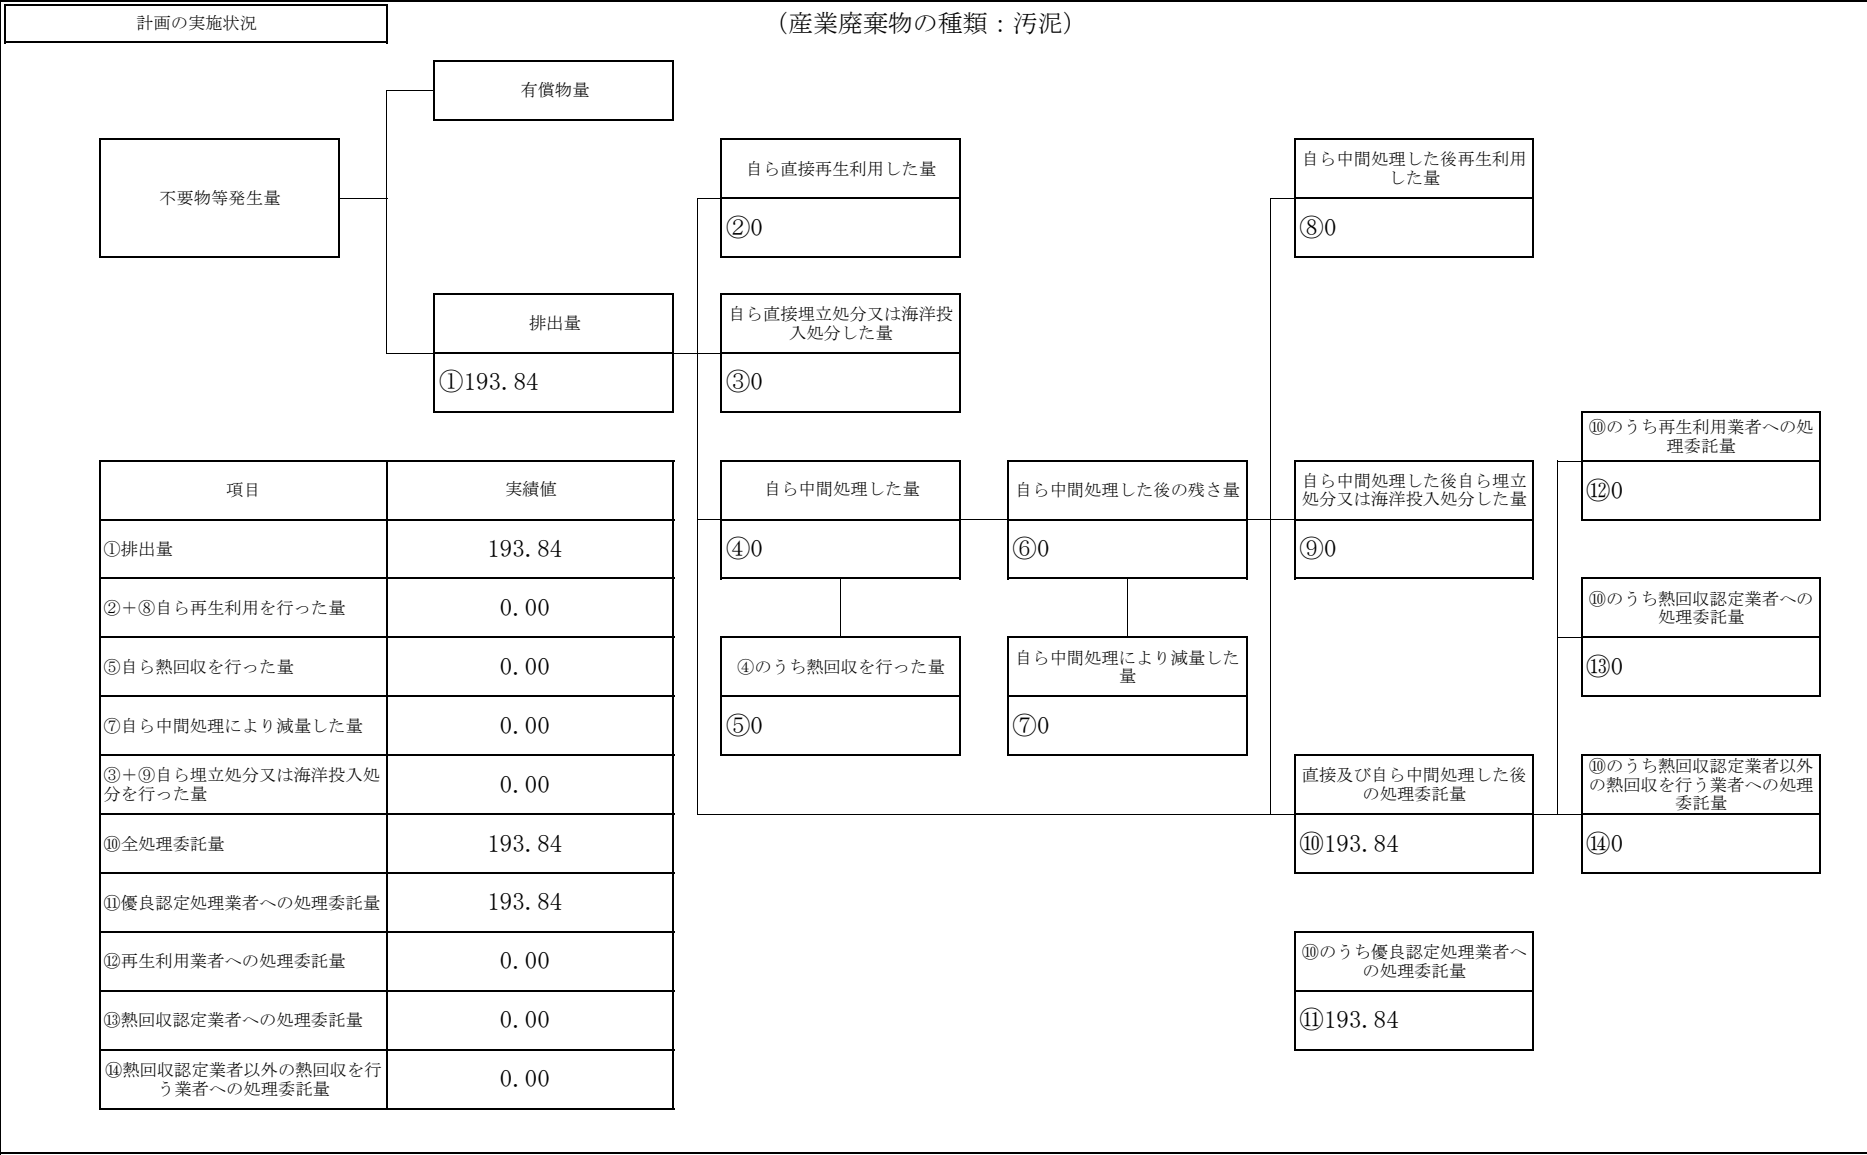 計画の実施状況
（産業廃棄物の種類：汚泥）
有償物量
不要物等発生量
排出量
①193.84
自ら直接再生利用した量
②0
自ら直接埋立処分又は海洋投
入処分した量
③0
自ら中間処理した量
④0
④のうち熱回収を行った量
⑤0
自ら中間処理した後の残さ量
⑥0
自ら中間処理により減量した
量
⑦0
自ら中間処理した後再生利用
した量
⑧0
自ら中間処理した後自ら埋立
処分又は海洋投入処分した量
⑨0
直接及び自ら中間処理した後
の処理委託量
⑩193.84
⑩のうち優良認定処理業者へ
の処理委託量
⑪193.84
⑩のうち再生利用業者への処
理委託量
⑫0
⑩のうち熱回収認定業者への
処理委託量
⑬0
⑩のうち熱回収認定業者以外
の熱回収を行う業者への処理
委託量
⑭0
項目 実績値
①排出量 193.84
②＋⑧自ら再生利用を行った量 0.00
⑤自ら熱回収を行った量 0.00
⑦自ら中間処理により減量した量 0.00
③＋⑨自ら埋立処分又は海洋投入処
分を行った量 0.00
⑩全処理委託量 193.84
⑪優良認定処理業者への処理委託量 193.84
⑫再生利用業者への処理委託量 0.00
⑬熱回収認定業者への処理委託量 0.00
⑭熱回収認定業者以外の熱回収を行
う業者への処理委託量 0.00